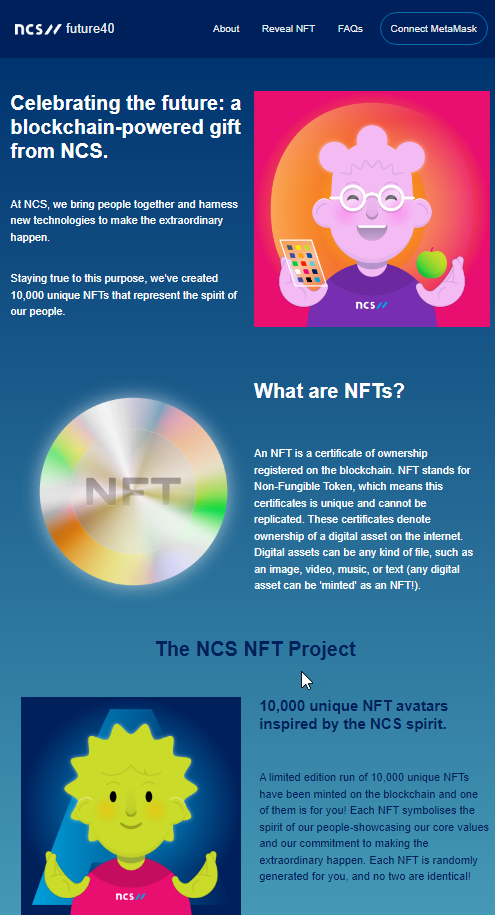 ncs// future40
About
Reveal NFT
FAQs
Connect MetaMask
Celebrating the future: a
blockchain-powered gift
from NCS.
At NCS, we bring people together and harness
new technologies to make the extraordinary
happen.
Staying true to this purpose, we've created
10,000 unique NFTs that represent the spirit of
our people.
ncs//
What are NFTs?
NFT
An NFT is a certificate of ownership
registered on the blockchain. NFT stands for
Non-Fungible Token, which means this
certificates is unique and cannot be
replicated. These certificates denote
ownership of a digital asset on the internet.
Digital assets can be any kind of file, such as
an image, video, music, or text (any digital
asset can be 'minted' as an NFT!).
The NCS NFT Project
10,000 unique NFT avatars
inspired by the NCS spirit.
A limited edition run of 10,000 unique NFTs
have been minted on the blockchain and one
of them is for you! Each NFT symbolises the
spirit of our people-showcasing our core values
and our commitment to making the
extraordinary happen. Each NFT is randomly
generated for you, and no two are identical!
ncs//